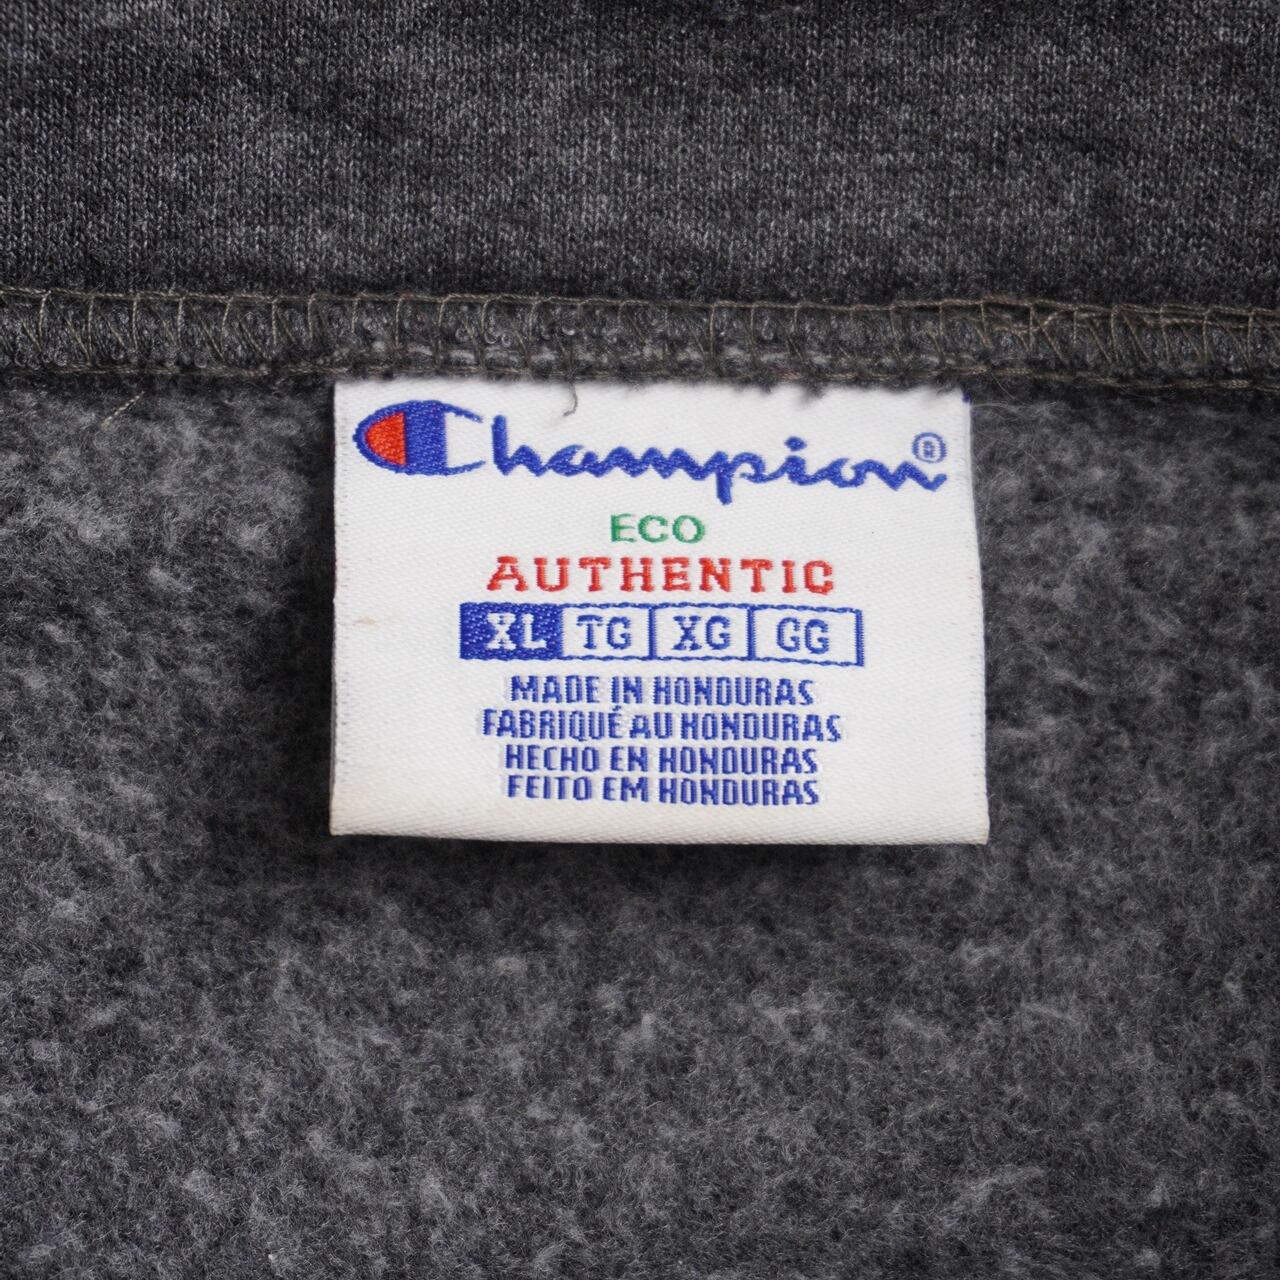 Champion®
ECO
AUTHENTIC
XL TG XG GG
MADE IN HONDURAS
FABRIQUÉ AU HONDURAS
HECHO EN HONDURAS
FEITO EM HONDURAS